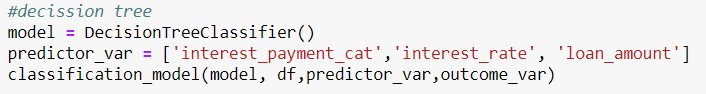 #decission tree
model = DecisionTreeClassifier()
predictor_var = ['interest_payment_cat','interest_rate', 'loan_amount']
classification_model(model, df,predictor_var,outcome_var)